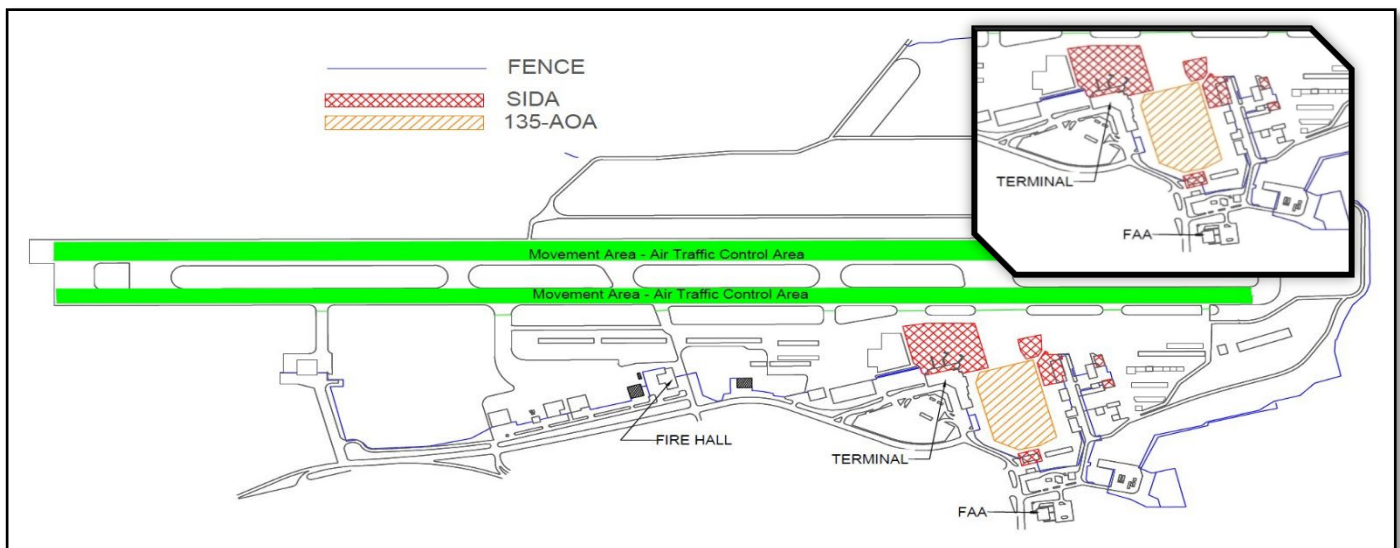 FENCE
SIDA
135-AOA
TERMINAL
FAA
Movement Area - Air Traffic Control Area
Movement Area - Air Traffic Control Area
FIRE HALL
TERMINAL
FAA